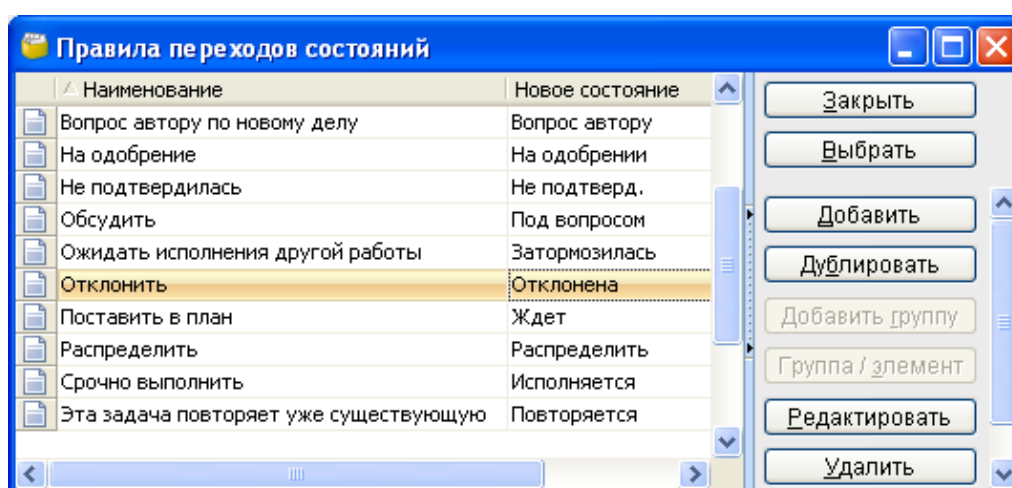 Правила переходов состояний
Наименование Новое состояние
Вопрос автору по новому делу Вопрос автору
На одобрение На одобрении
Не подтвердилась Не подтверд.
Обсудить Под вопросом
Ожидать исполнения другой работы Затормозилась
Отклонить Отклонена
Поставить в план Ждет
Распределить Распределить
Срочно выполнить Исполняется
Эта задача повторяет уже существующую Повторяется
Закрыть
Выбрать
Добавить
Дублировать
Добавить группу
Группа / элемент
Редактировать
Удалить